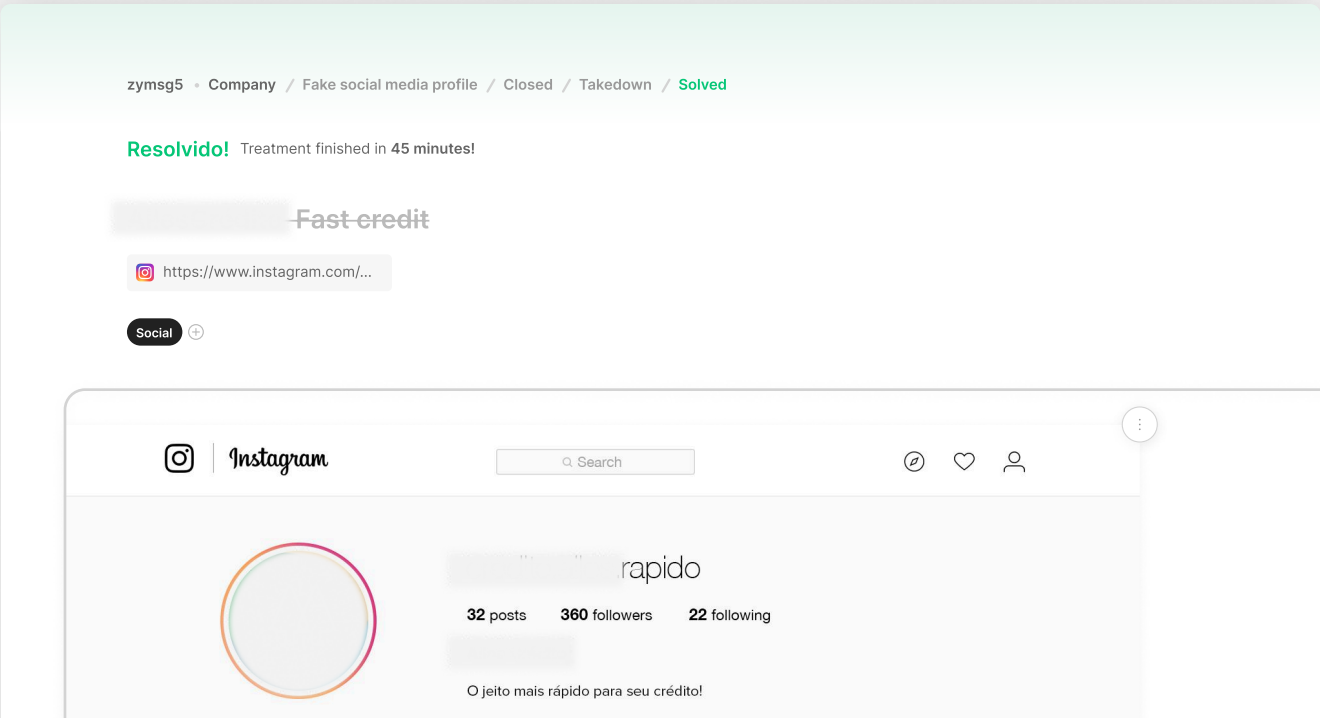 zymsg5 • Company / Fake social media profile / Closed / Takedown / Solved
Resolvido! Treatment finished in 45 minutes!
Fast credit
https://www.instagram.com/...
Social
Instagram Search
rapido
32 posts 360 followers 22 following
O jeito mais rápido para seu crédito!